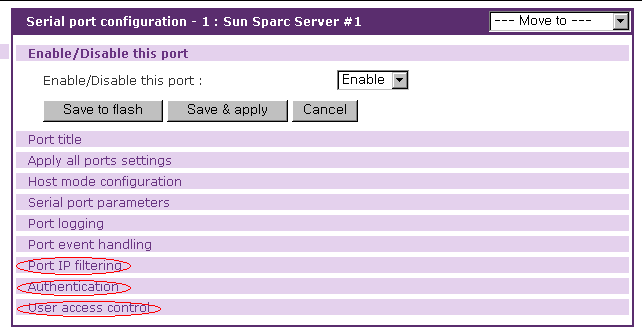 Serial port configuration - 1 : Sun Sparc Server #1 --- Move to ---
Enable/Disable this port
Enable/Disable this port : Enable
Save to flash Save & apply Cancel
Port title
Apply all ports settings
Host mode configuration
Serial port parameters
Port logging
Port event handling
Port IP filtering
Authentication
User access control